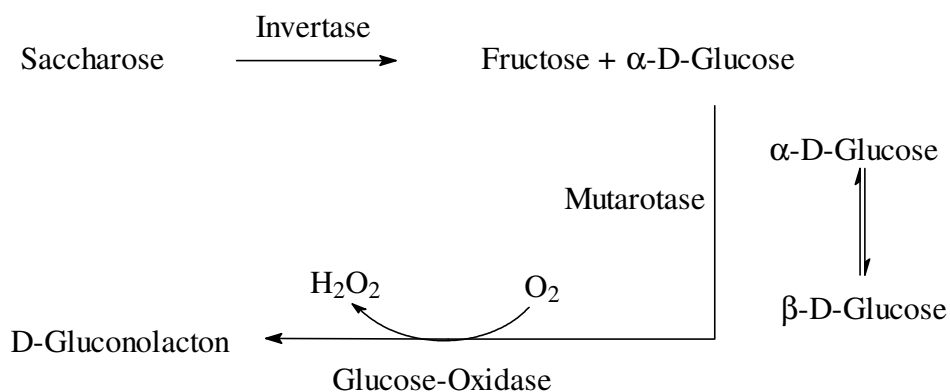 Invertase
Saccharose
Fructose + α-D-Glucose
α-D-Glucose
Mutarotase
H₂O₂
O₂
β-D-Glucose
D-Gluconolacton
Glucose-Oxidase